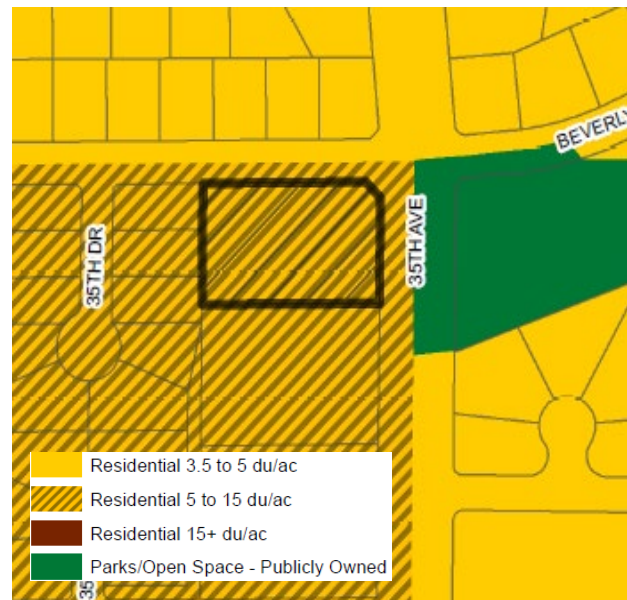 BEVERLY
35TH DR
35TH AVE
Residential 3.5 to 5 du/ac
Residential 5 to 15 du/ac
Residential 15+ du/ac
Parks/Open Space - Publicly Owned
35